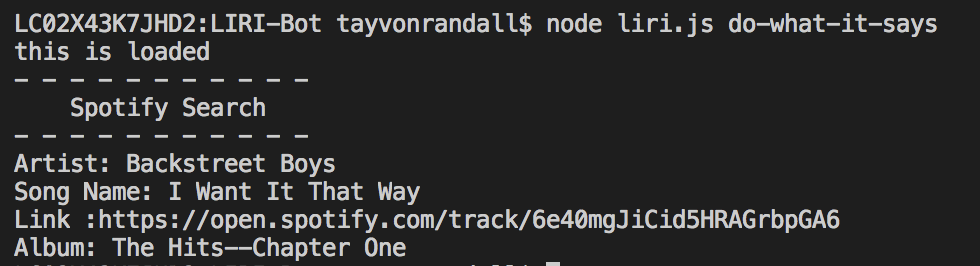 LC02X43K7JHD2:LIRI-Bot tayvonrandall$ node liri.js do-what-it-says
this is loaded
- - - - - - - - - - -
    Spotify Search
- - - - - - - - - - -
Artist: Backstreet Boys
Song Name: I Want It That Way
Link :https://open.spotify.com/track/6e40mgJiCid5HRAGrbpGA6
Album: The Hits--Chapter One